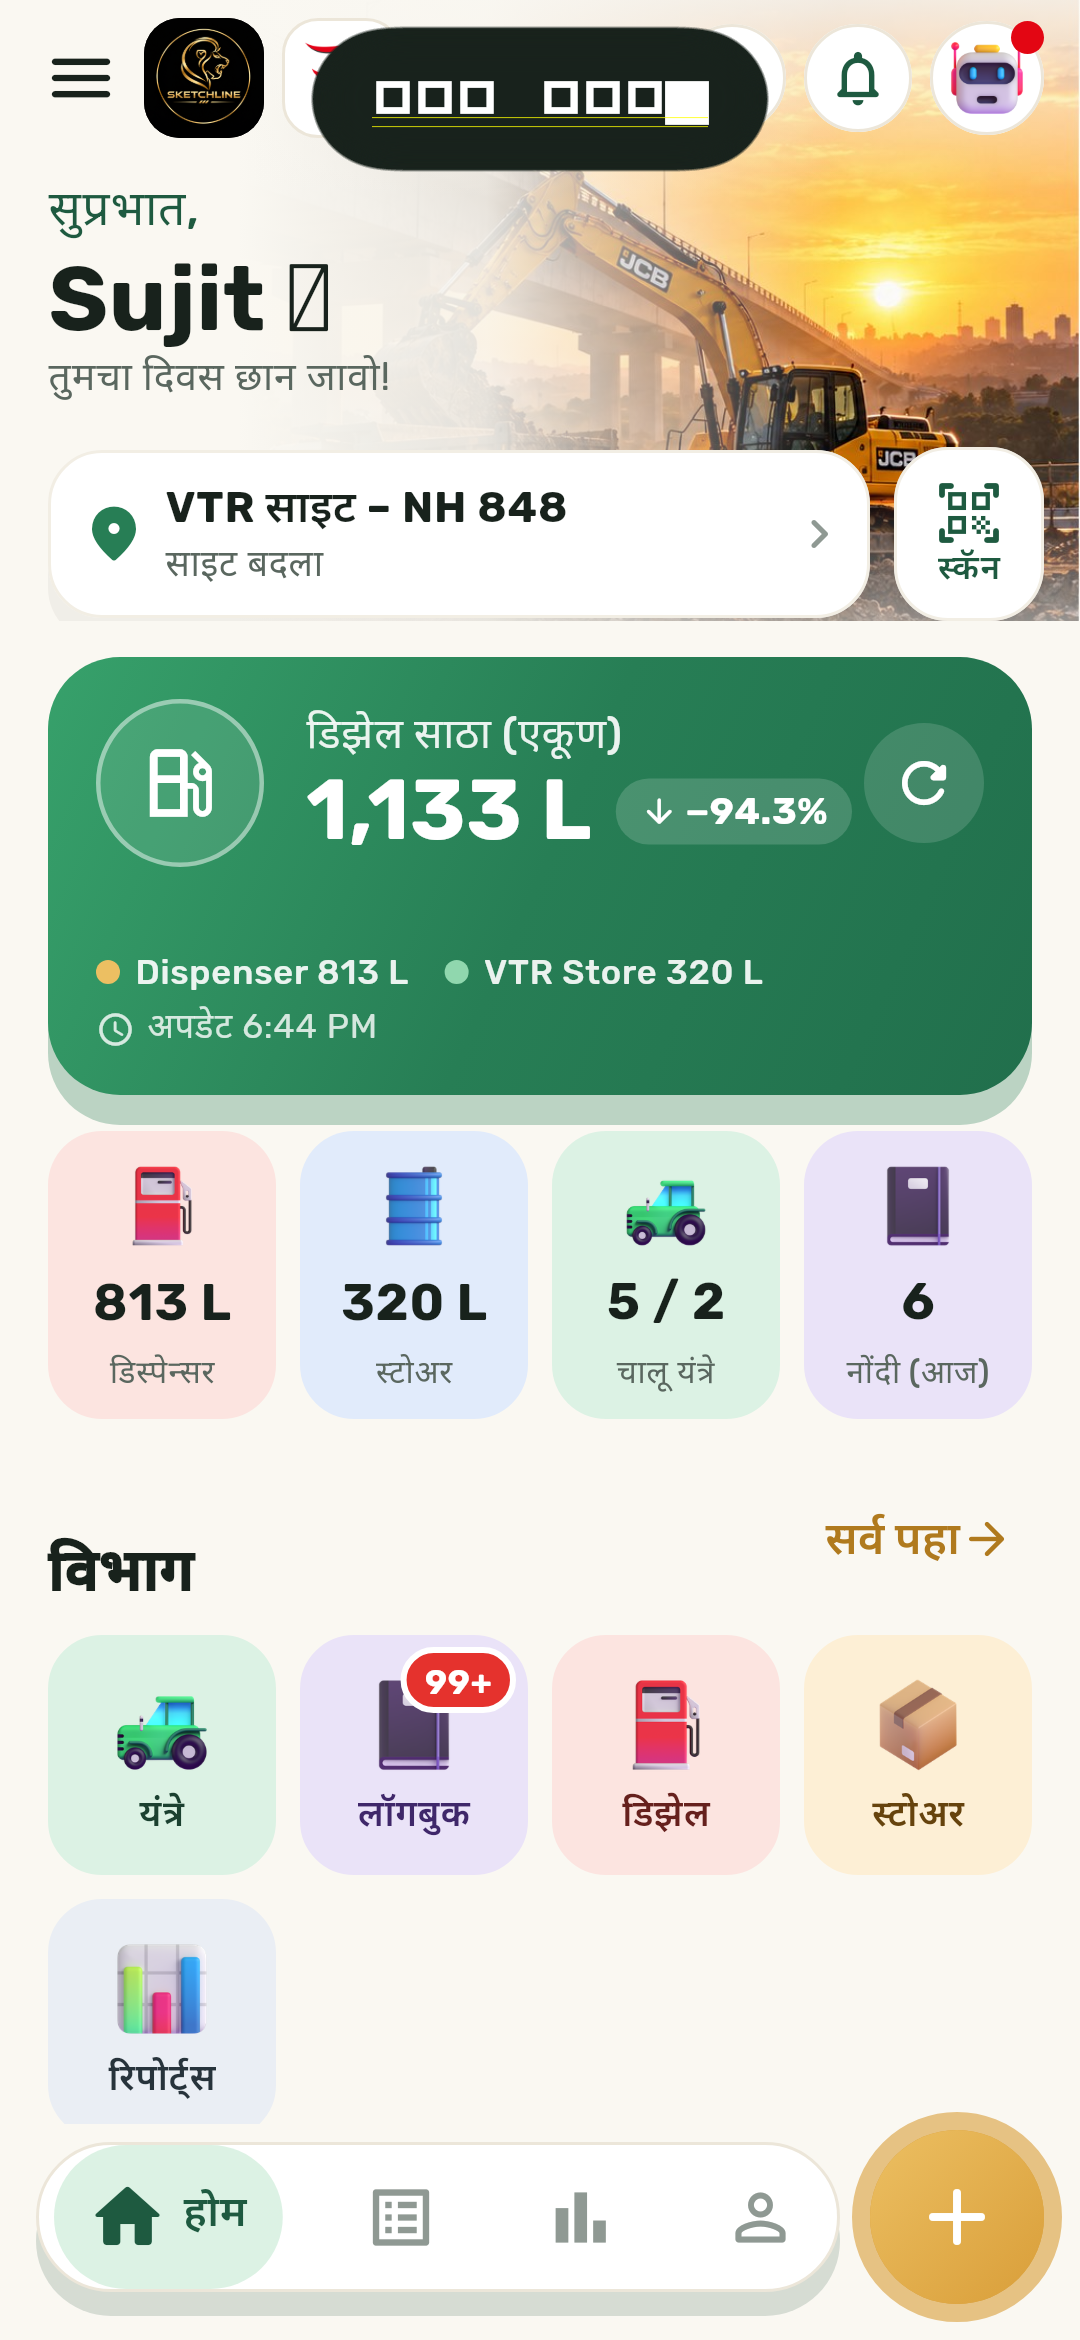 SKETCHLINE
सुप्रभात,
Sujit
तुमचा दिवस छान जावो!
JCB
JCB
VTR साइट – NH 848
साइट बदला
स्कॅन
डिझेल साठा (एकूण)
1,133 L
–94.3%
Dispenser 813 L
VTR Store 320 L
अपडेट 6:44 PM
813 L
320 L
5 / 2
6
डिस्पेन्सर
स्टोअर
चालू यंत्रे
नोंदी (आज)
सर्व पहा
विभाग
99+
यंत्रे
लॉगबुक
डिझेल
स्टोअर
रिपोर्ट्स
होम